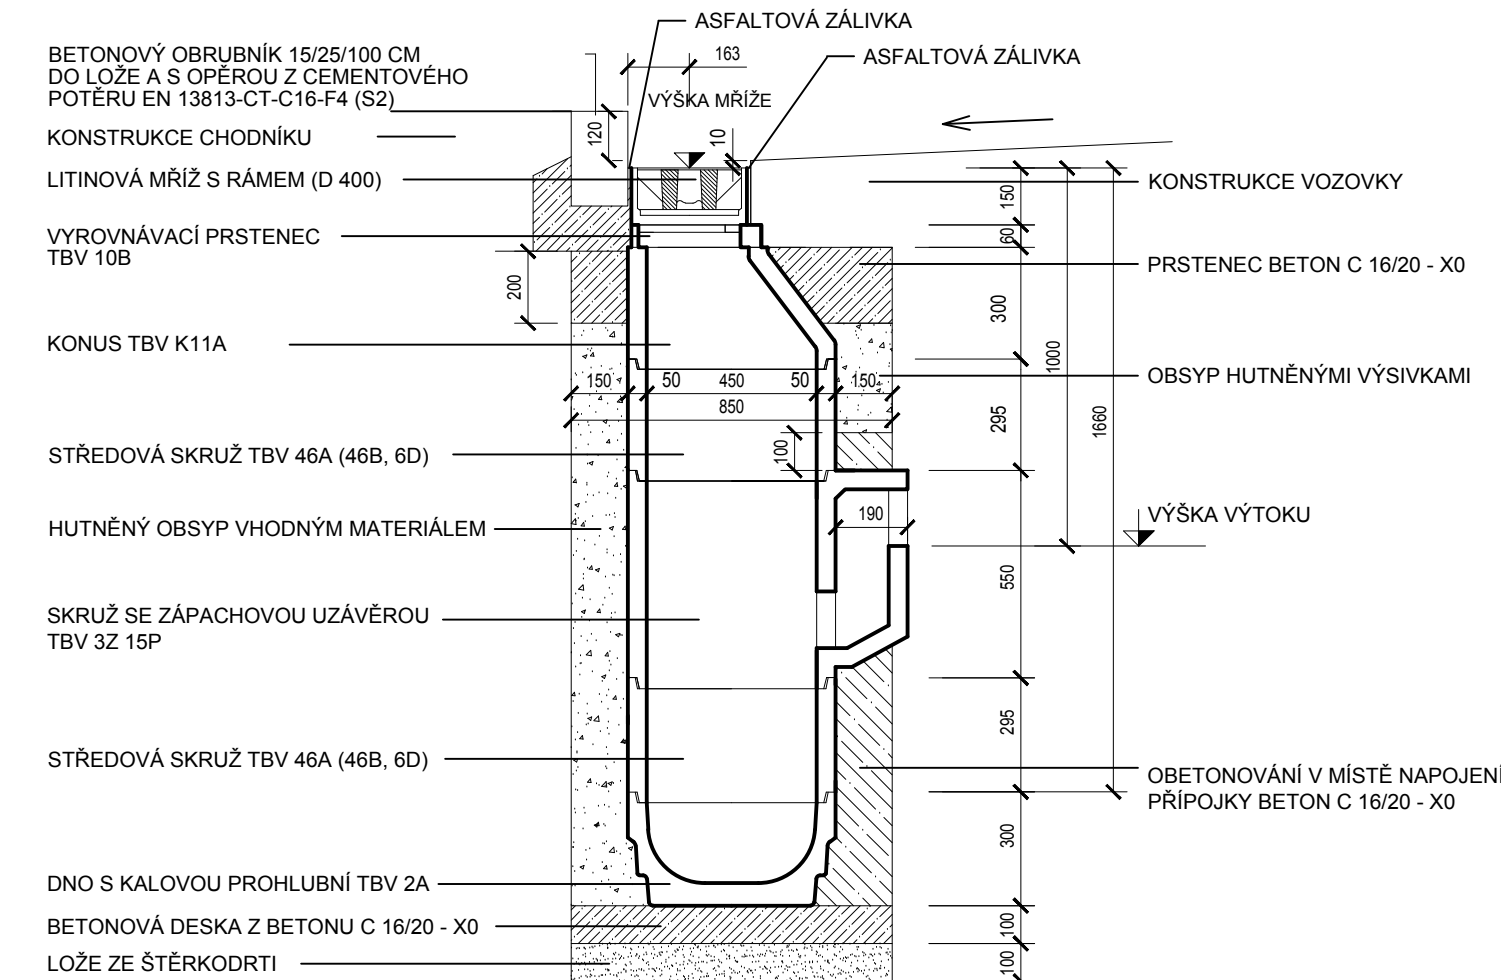 ASFALTOVÁ ZÁLIVKA
BETONOVÝ OBRUBNÍK 15/25/100 CM
DO LOŽE A S OPĚROU Z CEMENTOVÉHO
POTĚRU EN 13813-CT-C16-F4 (S2)
163
ASFALTOVÁ ZÁLIVKA
VÝŠKA MŘÍŽE
KONSTRUKCE CHODNÍKU
120
10
LITINOVÁ MŘÍŽ S RÁMEM (D 400)
KONSTRUKCE VOZOVKY
150
VYROVNÁVACÍ PRSTENEC
TBV 10B
60
PRSTENEC BETON C 16/20 - X0
200
300
KONUS TBV K11A
1000
OBSYP HUTNĚNÝMI VÝSIVKAMI
150
50
450
50
150
850
295
1660
STŘEDOVÁ SKRUŽ TBV 46A (46B, 6D)
100
HUTNĚNÝ OBSYP VHODNÝM MATERIÁLEM
190
VÝŠKA VÝTOKU
550
SKRUŽ SE ZÁPACHOVOU UZÁVĚROU
TBV 3Z 15P
295
STŘEDOVÁ SKRUŽ TBV 46A (46B, 6D)
OBETONOVÁNÍ V MÍSTĚ NAPOJENÍ
PŘÍPOJKY BETON C 16/20 - X0
300
DNO S KALOVOU PROHLUBNÍ TBV 2A
BETONOVÁ DESKA Z BETONU C 16/20 - X0
100
LOŽE ZE ŠTĚRKODRTI
100